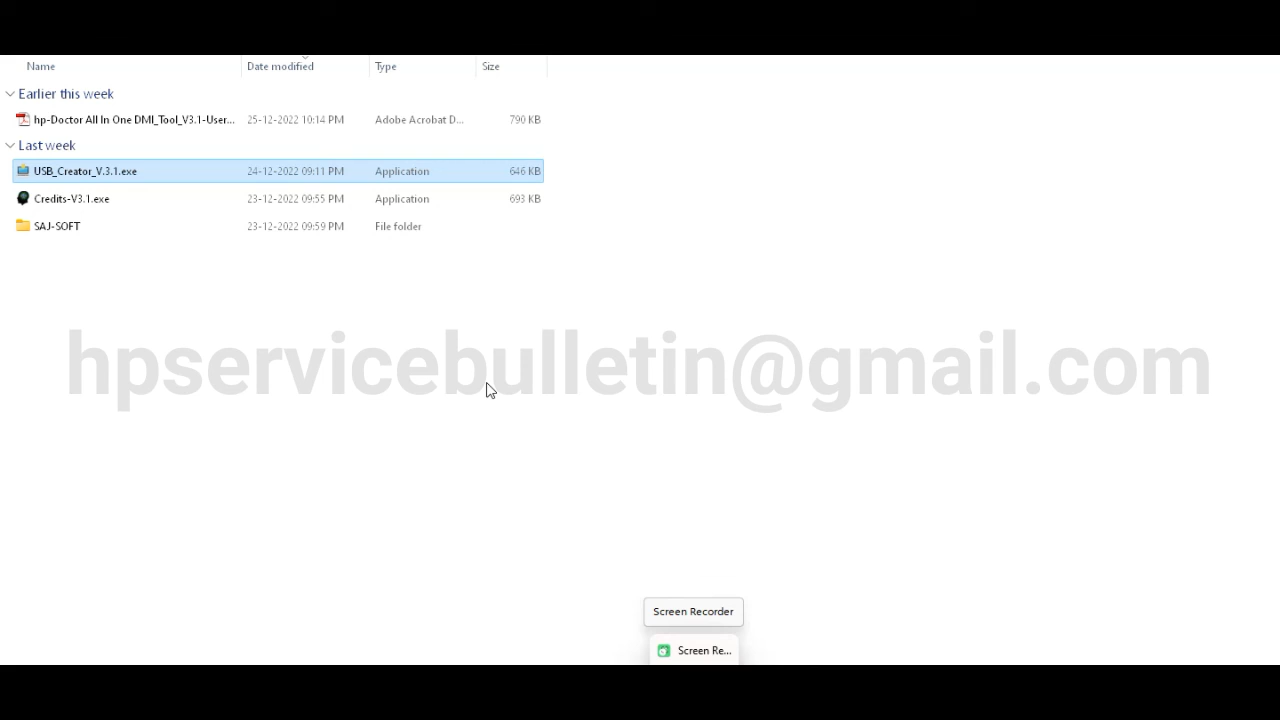 Name Date modified Type Size
Earlier this week
hp-Doctor All In One DMI_Tool_V3.1-User... 25-12-2022 10:14 PM Adobe Acrobat D... 790 KB
Last week
USB_Creator_V.3.1.exe 24-12-2022 09:11 PM Application 646 KB
Credits-V3.1.exe 23-12-2022 09:55 PM Application 693 KB
SAJ-SOFT 23-12-2022 09:59 PM File folder
hpservicebulletin@gmail.com
Screen Recorder
Screen Re...